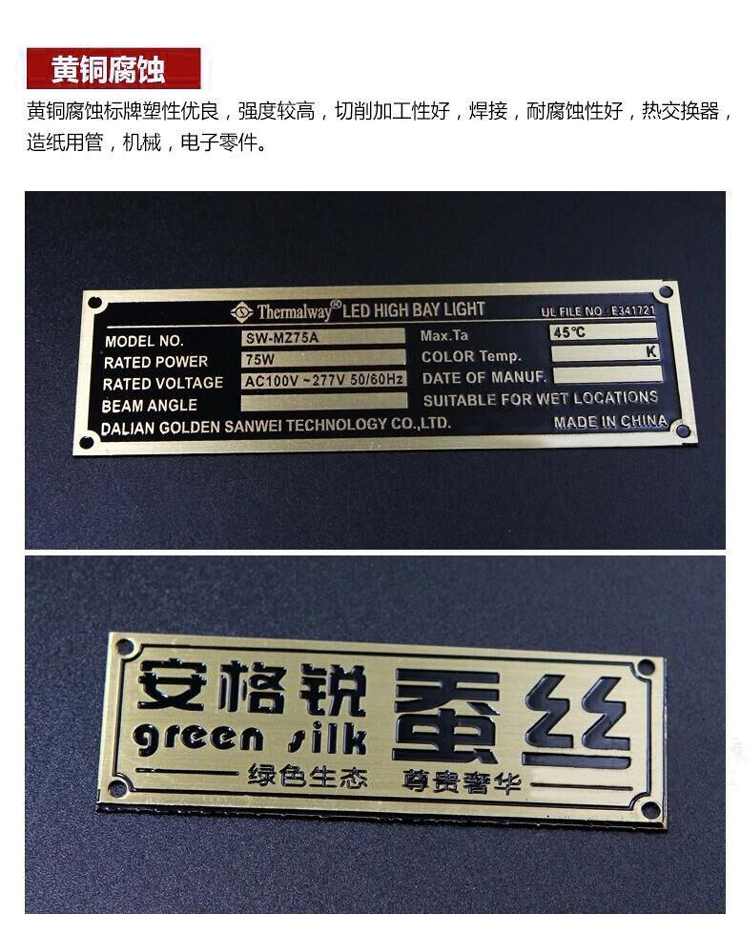 黄铜腐蚀
黄铜腐蚀标牌塑性优良，强度较高，切削加工性好，焊接，耐腐蚀性好，热交换器，
造纸用管，机械，电子零件。
Thermalway® LED HIGH BAY LIGHT UL FILE NO E341721
MODEL NO. SW-MZ75A Max.Ta 45℃
RATED POWER 75W COLOR Temp. K
RATED VOLTAGE AC100V ~277V 50/60Hz DATE OF MANUF.
BEAM ANGLE SUITABLE FOR WET LOCATIONS
DALIAN GOLDEN SANWEI TECHNOLOGY CO.,LTD. MADE IN CHINA
安格锐 蚕丝
green silk
绿色生态 尊贵奢华